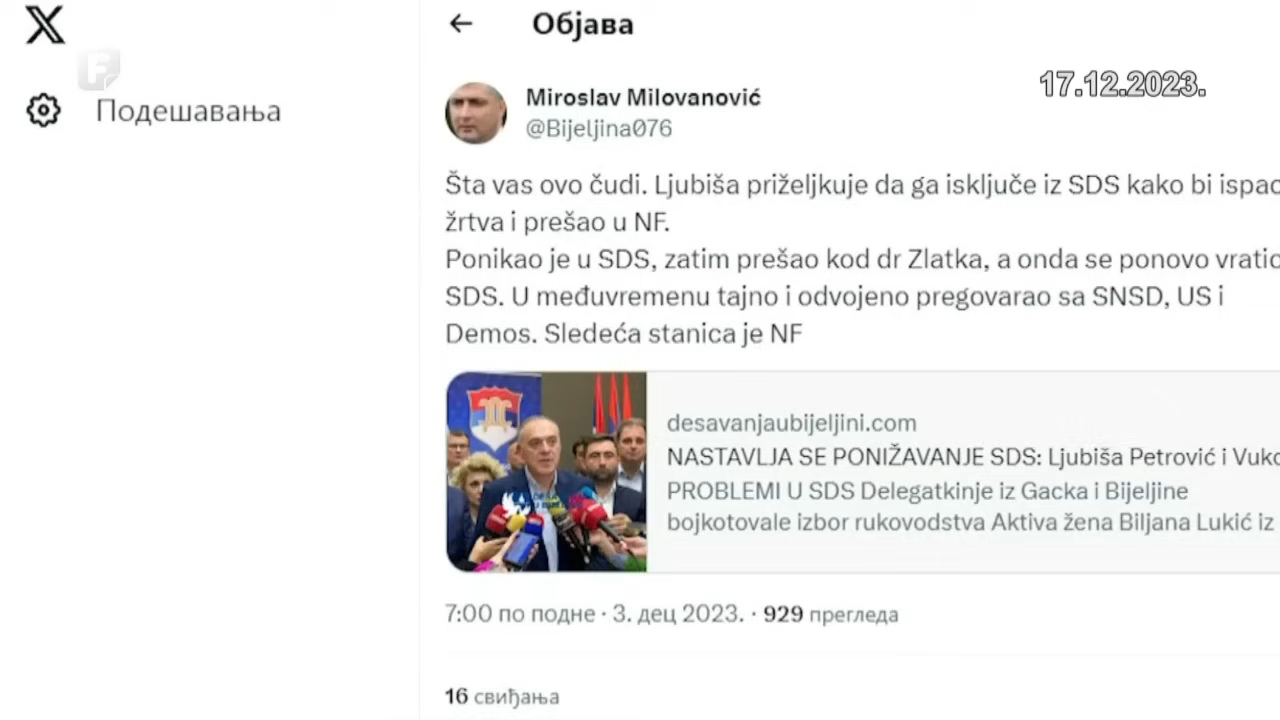 Објава
17.12.2023.
Подешавања
Miroslav Milovanović
@Bijeljina076
Šta vas ovo čudi. Ljubiša priželjkuje da ga isključe iz SDS kako bi ispao
žrtva i prešao u NF.
Ponikao je u SDS, zatim prešao kod dr Zlatka, a onda se ponovo vratio
SDS. U međuvremenu tajno i odvojeno pregovarao sa SNSD, US i
Demos. Sledeća stanica je NF
desavanjaubijeljini.com
NASTAVLJA SE PONIŽAVANJE SDS: Ljubiša Petrović i Vuko
PROBLEMI U SDS Delegatkinje iz Gacka i Bijeljine
bojkotovale izbor rukovodstva Aktiva žena Biljana Lukić iz
7:00 по подне · 3. дец 2023. · 929 прегледа
16 свиђања